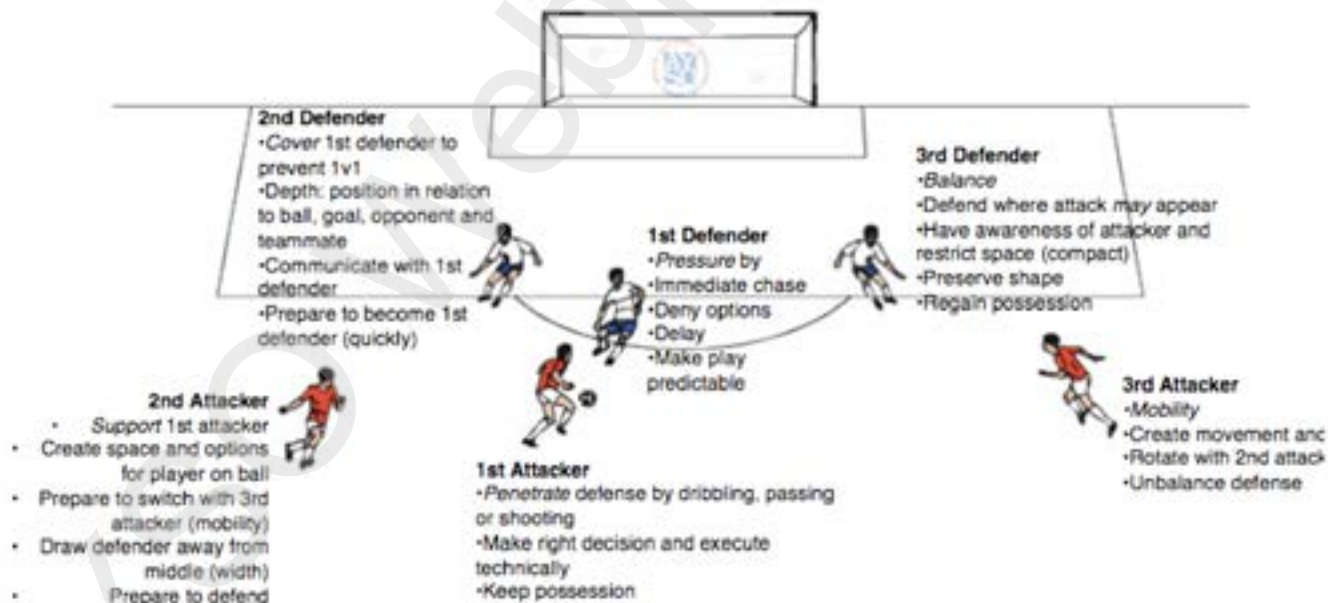 2nd Defender
•Cover 1st defender to
prevent 1v1
•Depth: position in relation
to ball, goal, opponent and
teammate
•Communicate with 1st
defender
•Prepare to become 1st
defender (quickly)
1st Defender
•Pressure by
•Immediate chase
•Deny options
•Delay
•Make play
predictable
3rd Defender
•Balance
•Defend where attack may appear
•Have awareness of attacker and
restrict space (compact)
•Preserve shape
•Regain possession
2nd Attacker
• Support 1st attacker
• Create space and options
for player on ball
• Prepare to switch with 3rd
attacker (mobility)
• Draw defender away from
middle (width)
• Prepare to defend
1st Attacker
•Penetrate defense by dribbling, passing
or shooting
•Make right decision and execute
technically
•Keep possession
3rd Attacker
•Mobility
•Create movement and
•Rotate with 2nd attack
•Unbalance defense